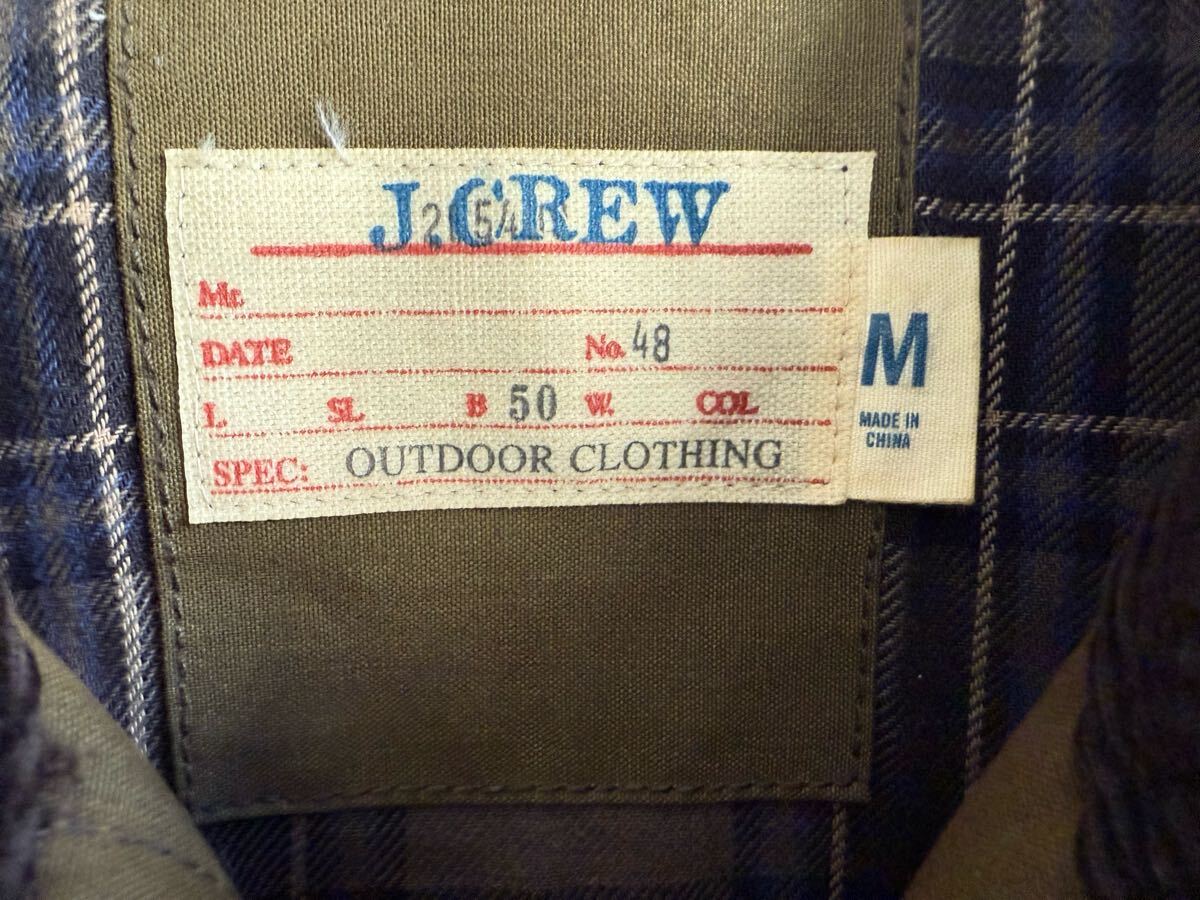 J.CREW
Mr.
DATE No. 48
L SL B 50 W. COL
SPEC: OUTDOOR CLOTHING
M
MADE IN
CHINA